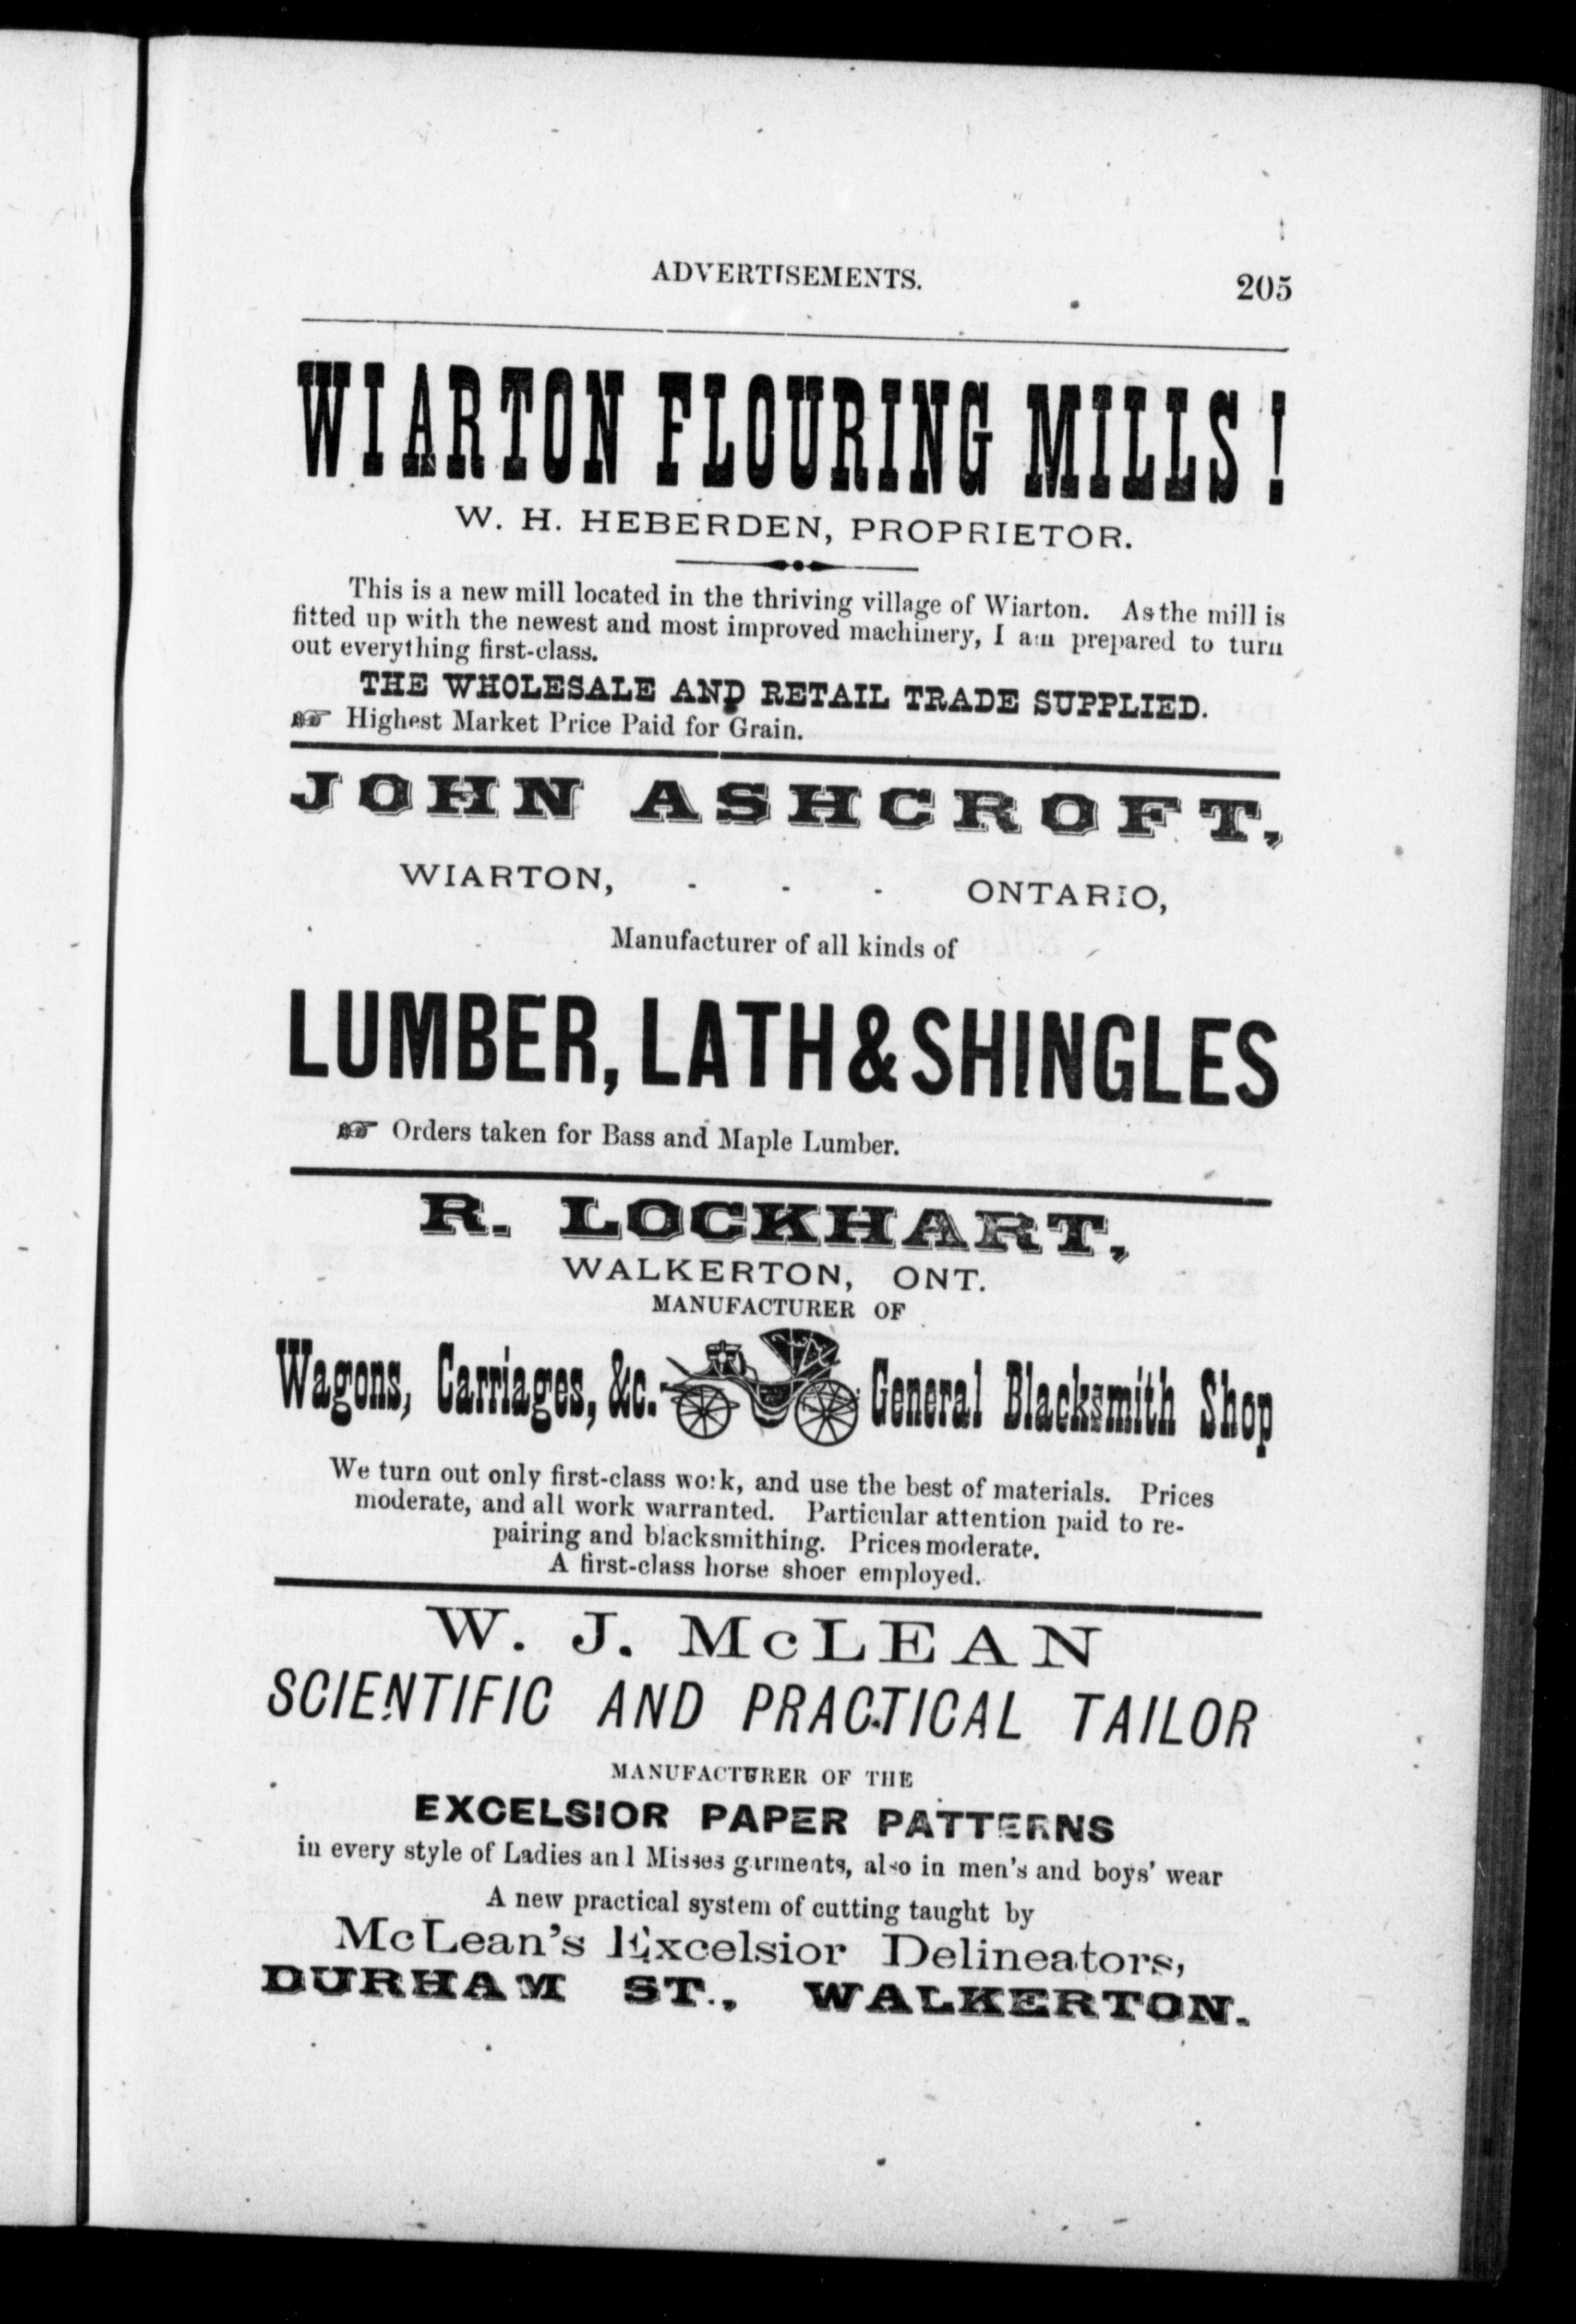 ADVERTISEMENTS.
205
WIARTON FLOURING MILLS!
W. H. HEBERDEN, PROPRIETOR.
This is a new mill located in the thriving village of Wiarton. As the mill is
fitted up with the newest and most improved machinery, I am prepared to turn
out everything first-class.
THE WHOLESALE AND RETAIL TRADE SUPPLIED.
☞ Highest Market Price Paid for Grain.
JOHN ASHCROFT,
WIARTON, - - - ONTARIO,
Manufacturer of all kinds of
LUMBER, LATH & SHINGLES
☞ Orders taken for Bass and Maple Lumber.
R. LOCKHART,
WALKERTON, ONT.
MANUFACTURER OF
Wagons, Carriages, &c. General Blacksmith Shop
We turn out only first-class work, and use the best of materials. Prices
moderate, and all work warranted. Particular attention paid to re-
pairing and blacksmithing. Prices moderate.
A first-class horse shoer employed.
W. J. McLEAN
SCIENTIFIC AND PRACTICAL TAILOR
MANUFACTURER OF THE
EXCELSIOR PAPER PATTERNS
in every style of Ladies and Misses garments, also in men's and boys' wear
A new practical system of cutting taught by
McLean's Excelsior Delineators,
DURHAM ST., WALKERTON.